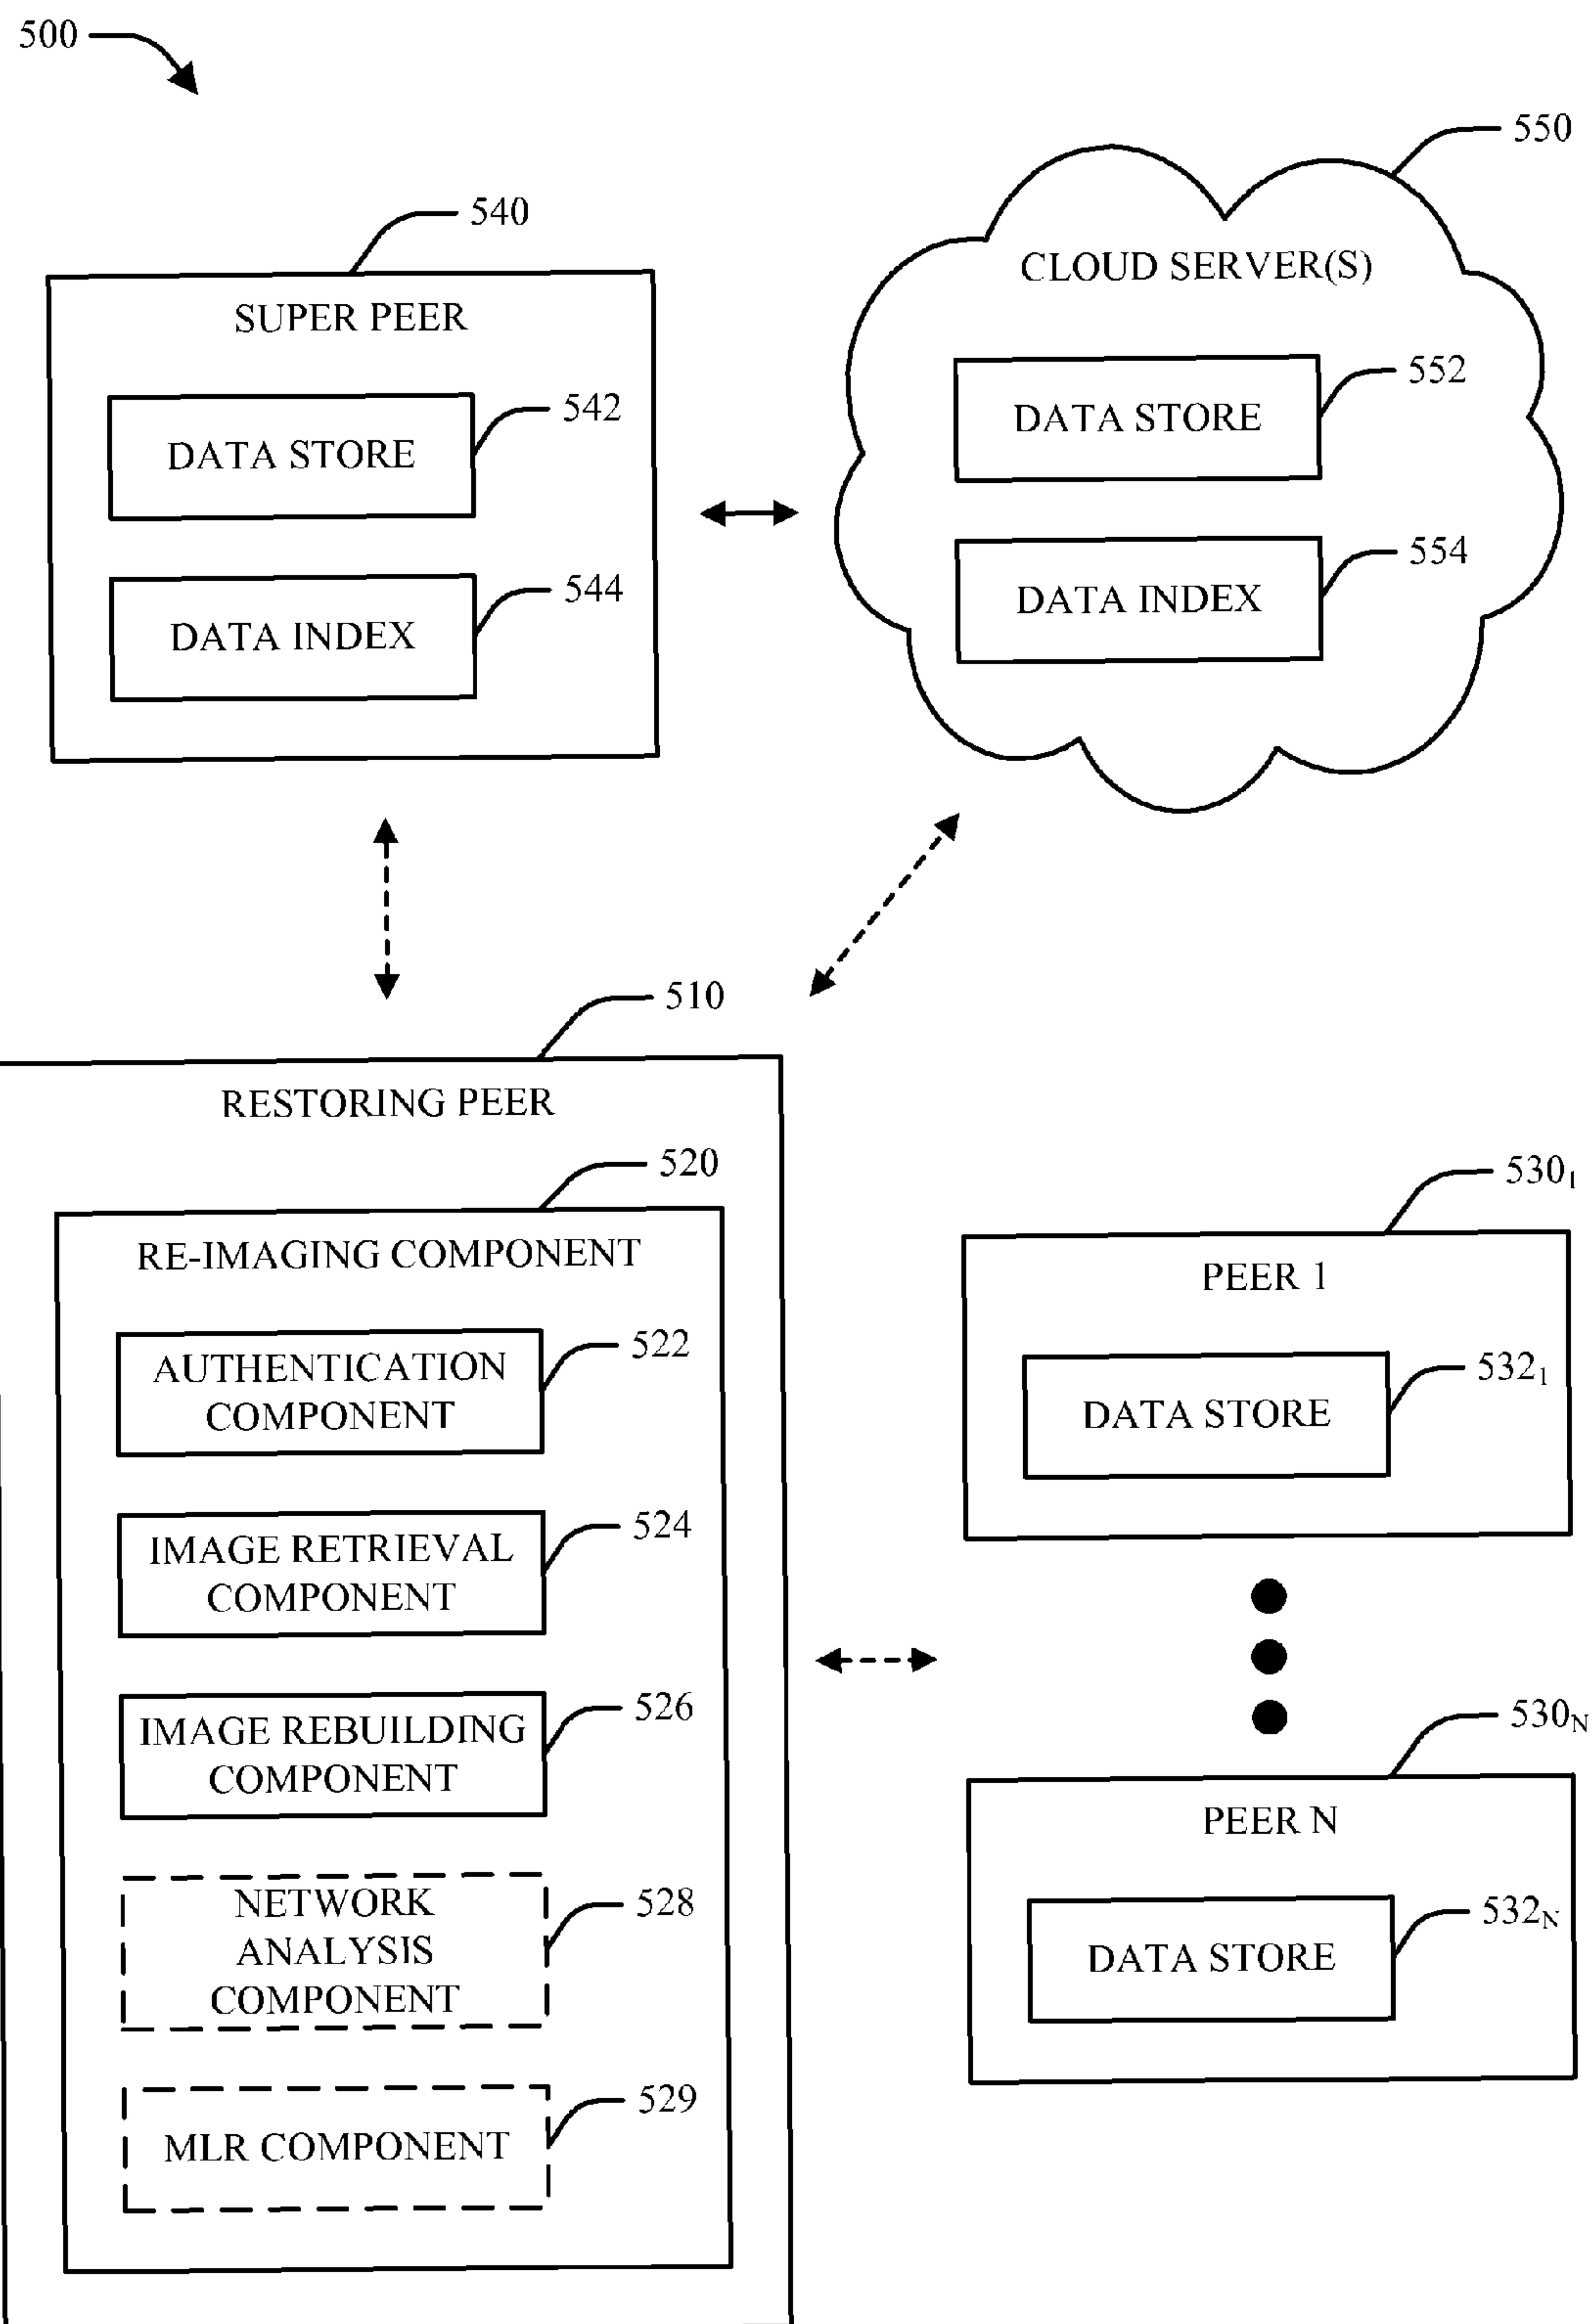 500
550
540
CLOUD SERVER(S)
SUPER PEER
552
DATA STORE
542
DATA STORE
554
DATA INDEX
544
DATA INDEX
510
RESTORING PEER
520
RE-IMAGING COMPONENT
522
AUTHENTICATION
COMPONENT
524
IMAGE RETRIEVAL
COMPONENT
526
IMAGE REBUILDING
COMPONENT
528
NETWORK
ANALYSIS
COMPONENT
529
MLR COMPONENT
530₁
PEER 1
532₁
DATA STORE
530N
PEER N
532N
DATA STORE